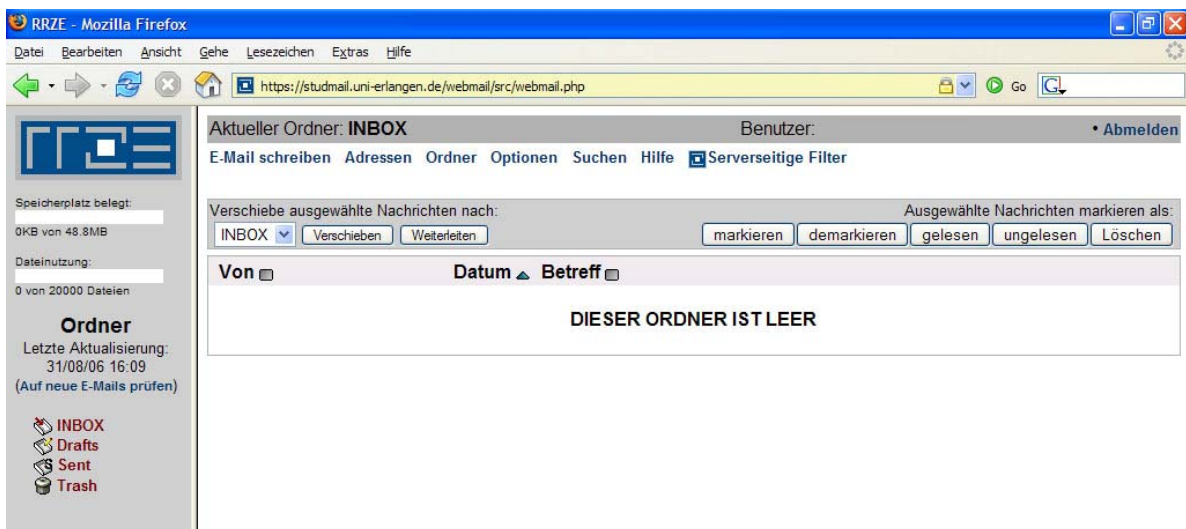 RRZE - Mozilla Firefox
Datei Bearbeiten Ansicht Gehe Lesezeichen Extras Hilfe
https://studmail.uni-erlangen.de/webmail/src/webmail.php Go G
RRZE
Speicherplatz belegt:
0KB von 48.8MB
Dateinutzung:
0 von 20000 Dateien
Ordner
Letzte Aktualisierung:
31/08/06 16:09
(Auf neue E-Mails prüfen)
INBOX
Drafts
Sent
Trash
Aktueller Ordner: INBOX Benutzer: • Abmelden
E-Mail schreiben Adressen Ordner Optionen Suchen Hilfe Serverseitige Filter
Verschiebe ausgewählte Nachrichten nach: Ausgewählte Nachrichten markieren als:
INBOX Verschieben Weiterleiten markieren demarkieren gelesen ungelesen Löschen
Von Datum Betreff
DIESER ORDNER IST LEER